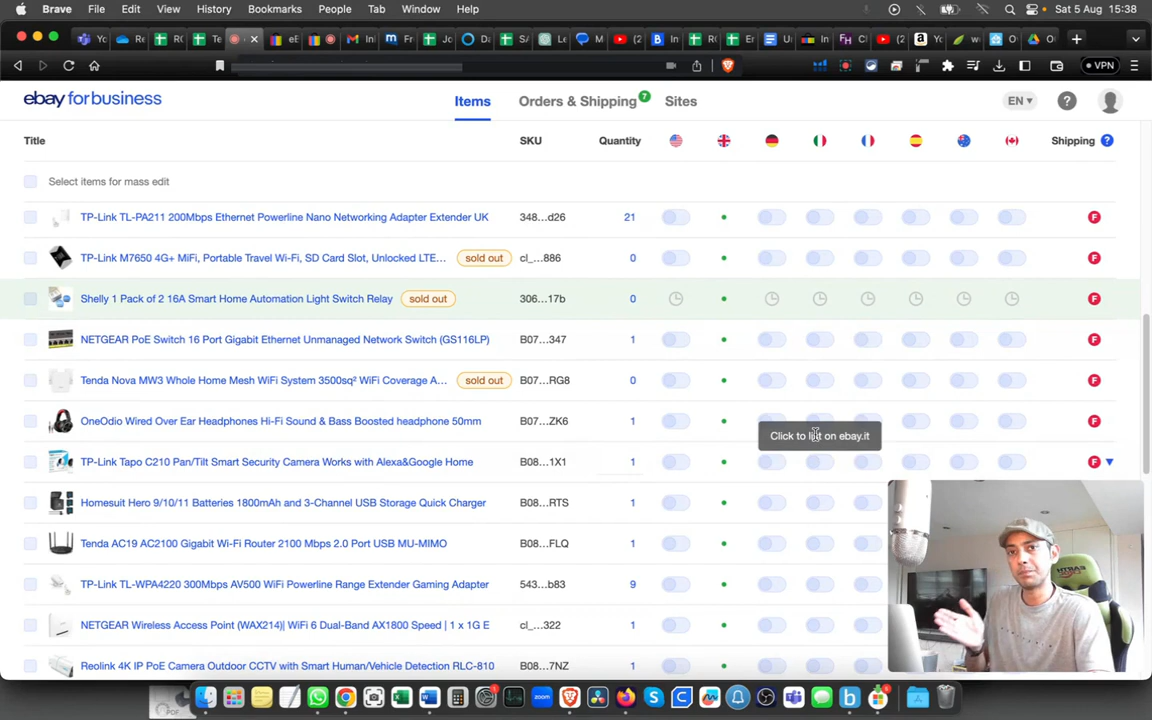 Brave File Edit View History Bookmarks People Tab Window Help Sat 5 Aug 15:38
VPN
ebay for business Items Orders & Shipping 7 Sites EN ?
Title SKU Quantity Shipping ?
Select items for mass edit
TP-Link TL-PA211 200Mbps Ethernet Powerline Nano Networking Adapter Extender UK 348...d26 21 F
TP-Link M7650 4G+ MiFi, Portable Travel Wi-Fi, SD Card Slot, Unlocked LTE... sold out cl_...886 0 F
Shelly 1 Pack of 2 16A Smart Home Automation Light Switch Relay sold out 306...17b 0 F
NETGEAR PoE Switch 16 Port Gigabit Ethernet Unmanaged Network Switch (GS116LP) B07...347 1 F
Tenda Nova MW3 Whole Home Mesh WiFi System 3500sq² WiFi Coverage A... sold out B07...RG8 0 F
OneOdio Wired Over Ear Headphones Hi-Fi Sound & Bass Boosted headphone 50mm B07...ZK6 1 F
Click to list on ebay.it
TP-Link Tapo C210 Pan/Tilt Smart Security Camera Works with Alexa&Google Home B08...1X1 1 F
Homesuit Hero 9/10/11 Batteries 1800mAh and 3-Channel USB Storage Quick Charger B08...RTS 1
Tenda AC19 AC2100 Gigabit Wi-Fi Router 2100 Mbps 2.0 Port USB MU-MIMO B08...FLQ 1
TP-Link TL-WPA4220 300Mbps AV500 WiFi Powerline Range Extender Gaming Adapter 543...b83 9
NETGEAR Wireless Access Point (WAX214)| WiFi 6 Dual-Band AX1800 Speed | 1 x 1G E cl_...322 1
Reolink 4K IP PoE Camera Outdoor CCTV with Smart Human/Vehicle Detection RLC-810 B08...7NZ 1